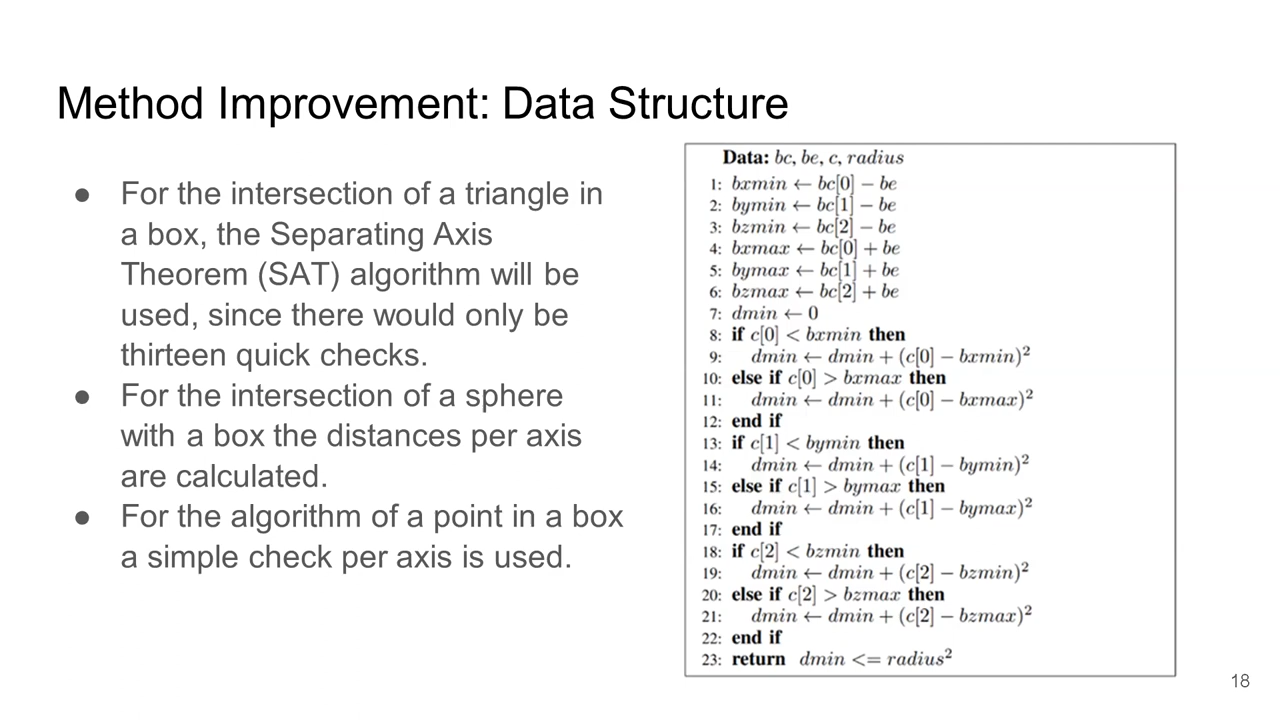 Method Improvement: Data Structure
● For the intersection of a triangle in
a box, the Separating Axis
Theorem (SAT) algorithm will be
used, since there would only be
thirteen quick checks.
● For the intersection of a sphere
with a box the distances per axis
are calculated.
● For the algorithm of a point in a box
a simple check per axis is used.
Data: bc, be, c, radius
1: bxmin ← bc[0] − be
2: bymin ← bc[1] − be
3: bzmin ← bc[2] − be
4: bxmax ← bc[0] + be
5: bymax ← bc[1] + be
6: bzmax ← bc[2] + be
7: dmin ← 0
8: if c[0] < bxmin then
9: dmin ← dmin + (c[0] − bxmin)²
10: else if c[0] > bxmax then
11: dmin ← dmin + (c[0] − bxmax)²
12: end if
13: if c[1] < bymin then
14: dmin ← dmin + (c[1] − bymin)²
15: else if c[1] > bymax then
16: dmin ← dmin + (c[1] − bymax)²
17: end if
18: if c[2] < bzmin then
19: dmin ← dmin + (c[2] − bzmin)²
20: else if c[2] > bzmax then
21: dmin ← dmin + (c[2] − bzmax)²
22: end if
23: return dmin <= radius²
18